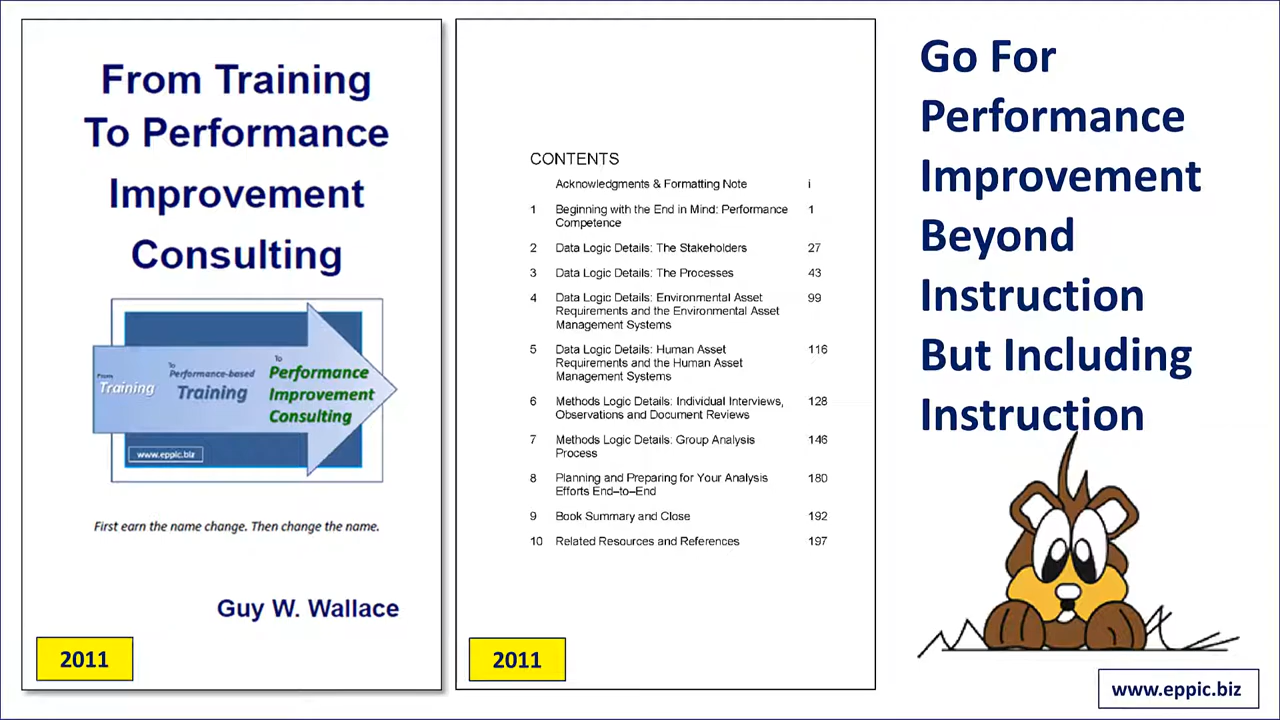 From Training
To Performance
Improvement
Consulting
From
Training
To
Performance-based
Training
To
Performance
Improvement
Consulting
www.eppic.biz
First earn the name change. Then change the name.
Guy W. Wallace
2011
CONTENTS
Acknowledgments & Formatting Note i
1 Beginning with the End in Mind: Performance 1
Competence
2 Data Logic Details: The Stakeholders 27
3 Data Logic Details: The Processes 43
4 Data Logic Details: Environmental Asset 99
Requirements and the Environmental Asset
Management Systems
5 Data Logic Details: Human Asset 116
Requirements and the Human Asset
Management Systems
6 Methods Logic Details: Individual Interviews, 128
Observations and Document Reviews
7 Methods Logic Details: Group Analysis 146
Process
8 Planning and Preparing for Your Analysis 180
Efforts End–to–End
9 Book Summary and Close 192
10 Related Resources and References 197
2011
Go For
Performance
Improvement
Beyond
Instruction
But Including
Instruction
www.eppic.biz